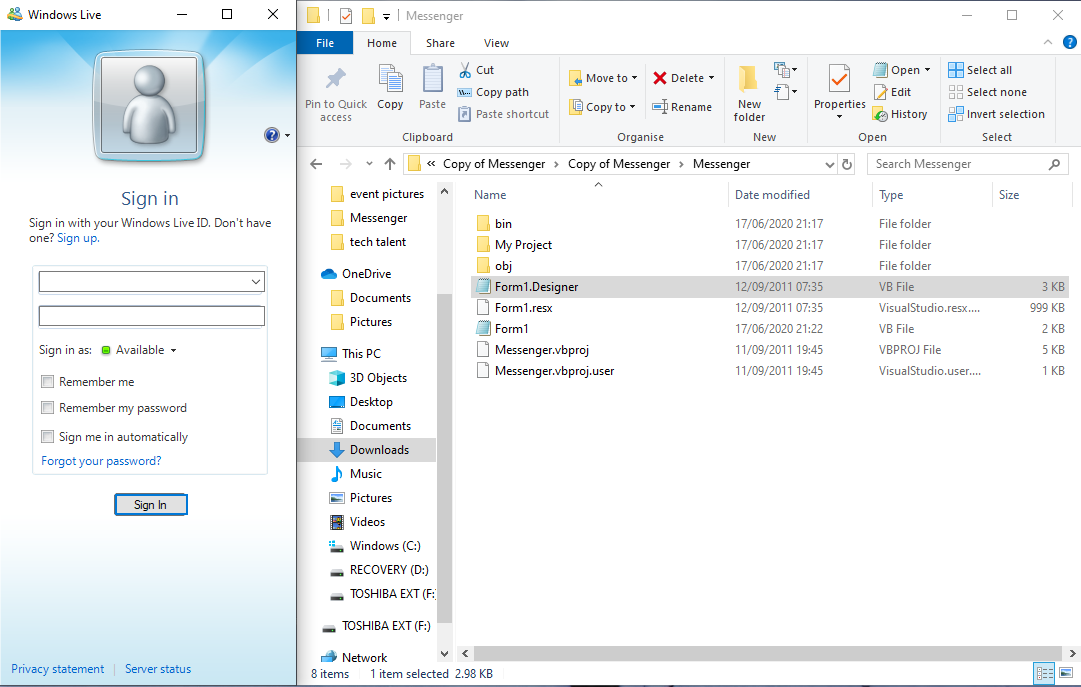 Windows Live
Sign in
Sign in with your Windows Live ID. Don't have
one? Sign up.
Sign in as: Available
Remember me
Remember my password
Sign me in automatically
Forgot your password?
Sign In
Privacy statement | Server status
Messenger
File Home Share View
Pin to Quick access
Copy
Paste
Cut
Copy path
Paste shortcut
Clipboard
Move to
Copy to
Delete
Rename
Organise
New folder
New
Properties
Open
Edit
History
Open
Select all
Select none
Invert selection
Select
« Copy of Messenger › Copy of Messenger › Messenger
Search Messenger
event pictures
Messenger
tech talent
OneDrive
Documents
Pictures
This PC
3D Objects
Desktop
Documents
Downloads
Music
Pictures
Videos
Windows (C:)
RECOVERY (D:)
TOSHIBA EXT (F:)
TOSHIBA EXT (F:)
Network
Name Date modified Type Size
bin 17/06/2020 21:17 File folder
My Project 17/06/2020 21:17 File folder
obj 17/06/2020 21:17 File folder
Form1.Designer 12/09/2011 07:35 VB File 3 KB
Form1.resx 12/09/2011 07:35 VisualStudio.resx.... 999 KB
Form1 17/06/2020 21:22 VB File 2 KB
Messenger.vbproj 11/09/2011 19:45 VBPROJ File 5 KB
Messenger.vbproj.user 11/09/2011 19:45 VisualStudio.user.... 1 KB
8 items 1 item selected 2.98 KB